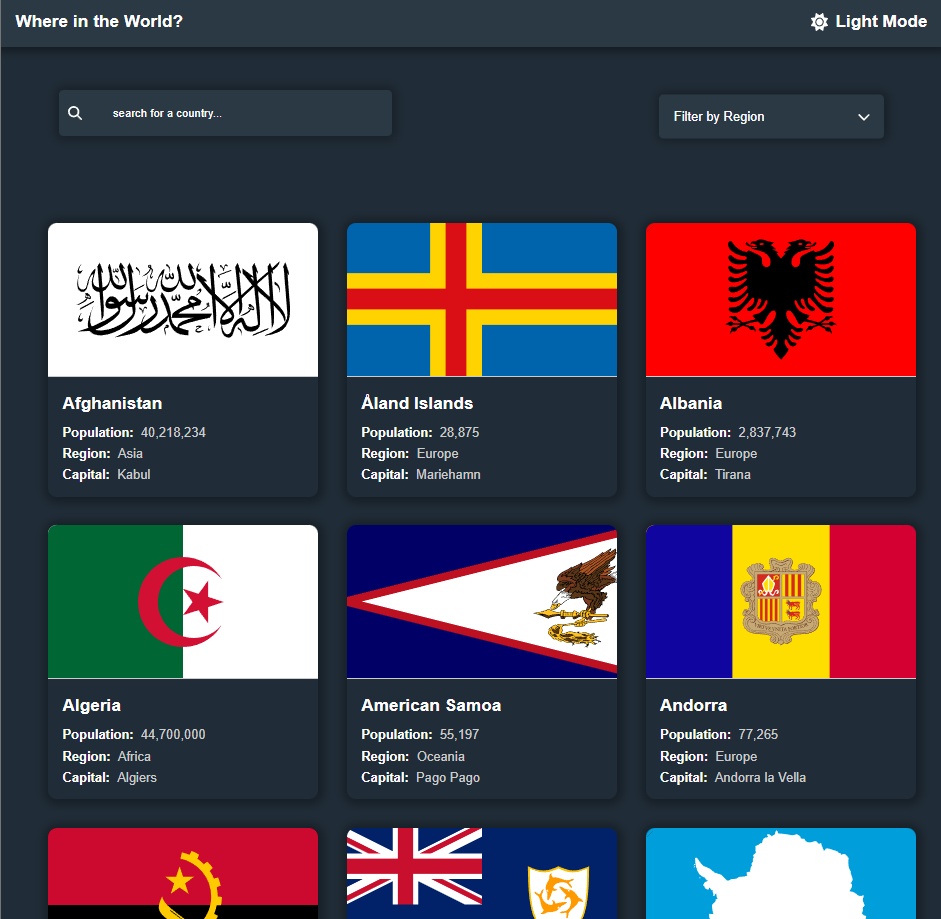 Where in the World?
Light Mode
search for a country...
Filter by Region
لا إله إلا الله محمد رسول الله
Afghanistan
Population: 40,218,234
Region: Asia
Capital: Kabul
Åland Islands
Population: 28,875
Region: Europe
Capital: Mariehamn
Albania
Population: 2,837,743
Region: Europe
Capital: Tirana
Algeria
Population: 44,700,000
Region: Africa
Capital: Algiers
American Samoa
Population: 55,197
Region: Oceania
Capital: Pago Pago
Andorra
Population: 77,265
Region: Europe
Capital: Andorra la Vella